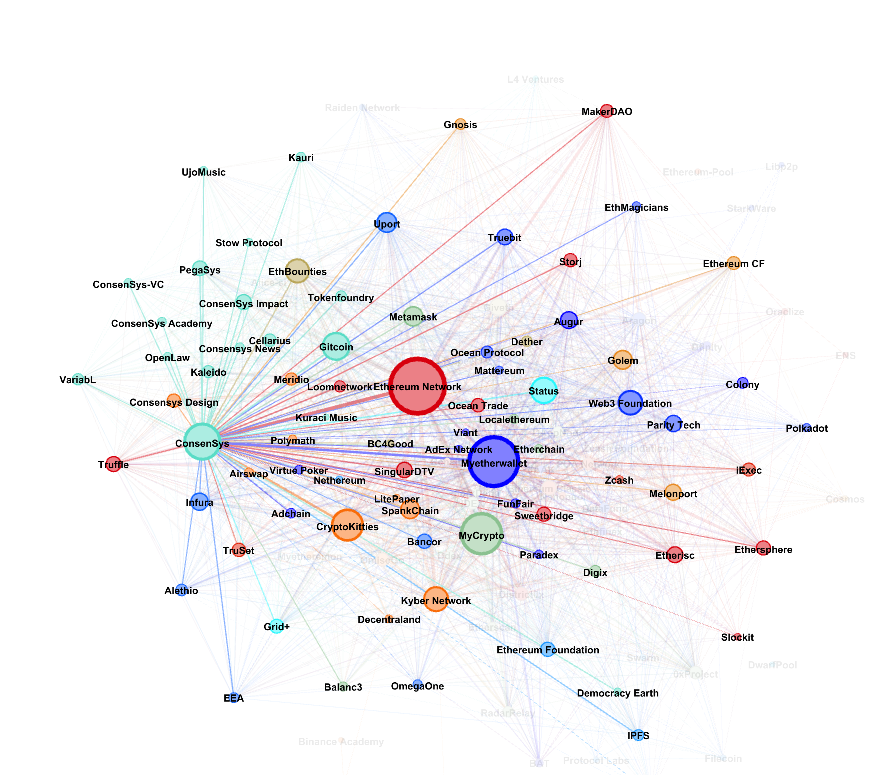 L4 Ventures
Raiden Network
MakerDAO
Gnosis
Kauri
Libp2p
UjoMusic
Ethereum-Pool
EthMagicians
StarkWare
Uport
Truebit
Stow Protocol
Storj
Ethereum CF
PegaSys
EthBounties
ConsenSys-VC
Tokenfoundry
ConsenSys Impact
Metamask
ConsenSys Academy
Augur
Cellarius
Dether
Consensys News
Gitcoin
Ocean Protocol
OpenLaw
Golem
ENS
Kaleido
Mattereum
VariabL
Meridio
Loomnetwork
Ethereum Network
Status
Colony
Consensys Design
Ocean Trade
Web3 Foundation
Kuraci Music
Localethereum
Parity Tech
Polkadot
Viant
ConsenSys
Polymath
BC4Good
AdEx Network
Etherchain
Myetherwallet
Truffle
Airswap
Virtue Poker
SingularDTV
iExec
Nethereum
Zcash
Melonport
LitePaper
Cosmos
Infura
SpankChain
FunFair
Adchain
Sweetbridge
CryptoKitties
MyCrypto
Bancor
TruSet
Paradex
Etherisc
Ethersphere
Digix
Alethio
Kyber Network
Decentraland
Grid+
Slockit
Ethereum Foundation
Swarm
DwarfPool
0xProject
Balanc3
OmegaOne
EEA
Democracy Earth
RadarRelay
IPFS
Binance Academy
Protocol Labs
Filecoin
BAT